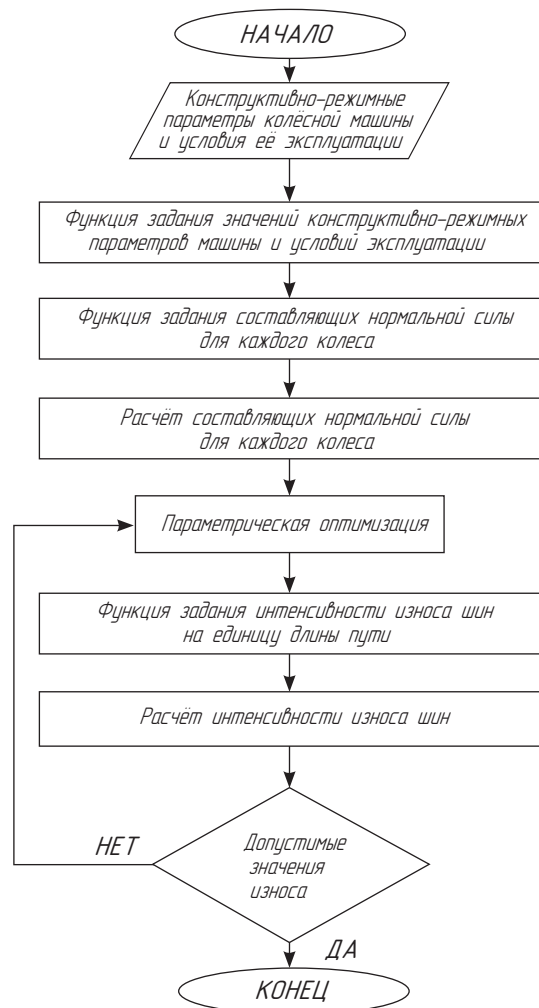 НАЧАЛО
Конструктивно-режимные
параметры колёсной машины
и условия её эксплуатации
Функция задания значений конструктивно-режимных
параметров машины и условий эксплуатации
Функция задания составляющих нормальной силы
для каждого колеса
Расчёт составляющих нормальной силы
для каждого колеса
Параметрическая оптимизация
Функция задания интенсивности износа шин
на единицу длины пути
Расчёт интенсивности износа шин
НЕТ
Допустимые
значения
износа
ДА
КОНЕЦ